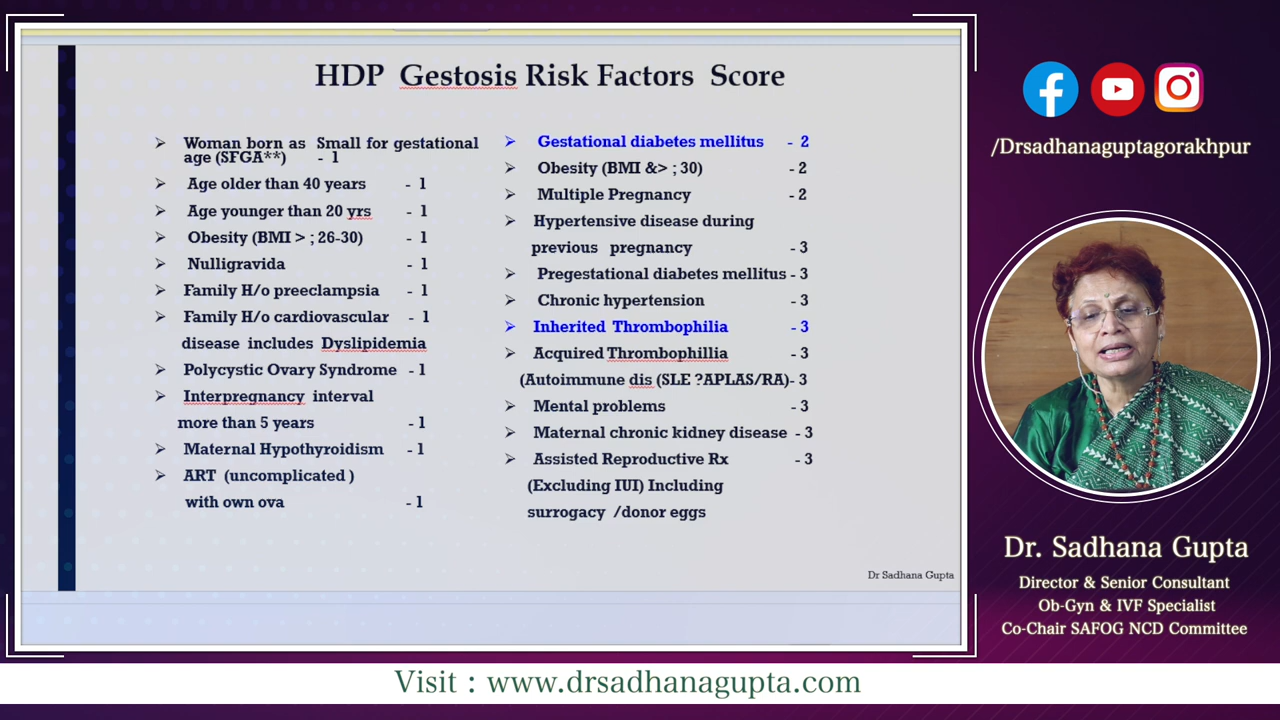 HDP Gestosis Risk Factors Score
Woman born as Small for gestational
age (SFGA**) - 1
Age older than 40 years - 1
Age younger than 20 yrs - 1
Obesity (BMI > ; 26-30) - 1
Nulligravida - 1
Family H/o preeclampsia - 1
Family H/o cardiovascular - 1
disease includes Dyslipidemia
Polycystic Ovary Syndrome - 1
Interpregnancy interval
more than 5 years - 1
Maternal Hypothyroidism - 1
ART (uncomplicated )
with own ova - 1
Gestational diabetes mellitus - 2
Obesity (BMI &> ; 30) - 2
Multiple Pregnancy - 2
Hypertensive disease during
previous pregnancy - 3
Pregestational diabetes mellitus - 3
Chronic hypertension - 3
Inherited Thrombophilia - 3
Acquired Thrombophillia - 3
(Autoimmune dis (SLE ?APLAS/RA)- 3
Mental problems - 3
Maternal chronic kidney disease - 3
Assisted Reproductive Rx - 3
(Excluding IUI) Including
surrogacy /donor eggs
Dr Sadhana Gupta
/Drsadhanaguptagorakhpur
Dr. Sadhana Gupta
Director & Senior Consultant
Ob-Gyn & IVF Specialist
Co-Chair SAFOG NCD Committee
Visit : www.drsadhanagupta.com